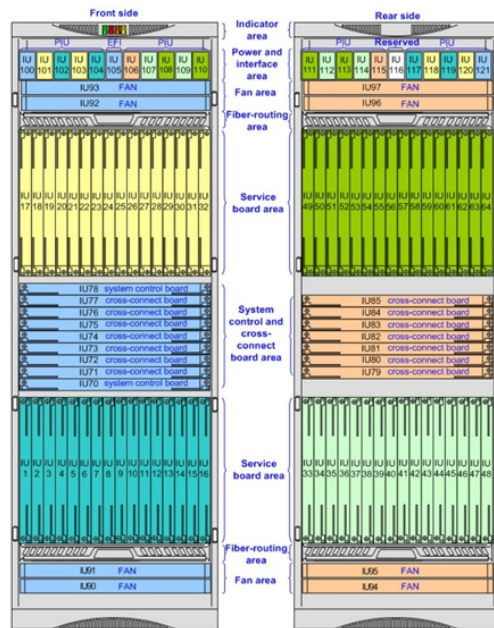 Front side
Rear side
Indicator area
PIU EFI PIU
PIU Reserved PIU
IU 100 IU 101 IU 102 IU 103 IU 104 IU 105 IU 106 IU 107 IU 108 IU 109 IU 110
Power and interface area
IU 111 IU 112 IU 113 IU 114 IU 115 IU 116 IU 117 IU 118 IU 119 IU 120 IU 121
IU93 FAN
IU92 FAN
Fan area
IU97 FAN
IU96 FAN
Fiber-routing area
IU 17 IU 18 IU 19 IU 20 IU 21 IU 22 IU 23 IU 24 IU 25 IU 26 IU 27 IU 28 IU 29 IU 30 IU 31 IU 32
Service board area
IU 49 IU 50 IU 51 IU 52 IU 53 IU 54 IU 55 IU 56 IU 57 IU 58 IU 59 IU 60 IU 61 IU 62 IU 63 IU 64
IU78 system control board
IU77 cross-connect board
IU76 cross-connect board
IU75 cross-connect board
IU74 cross-connect board
IU73 cross-connect board
IU72 cross-connect board
IU71 cross-connect board
IU70 system control board
System control and cross-connect board area
IU85 cross-connect board
IU84 cross-connect board
IU83 cross-connect board
IU82 cross-connect board
IU81 cross-connect board
IU80 cross-connect board
IU79 cross-connect board
IU 1 IU 2 IU 3 IU 4 IU 5 IU 6 IU 7 IU 8 IU 9 IU 10 IU 11 IU 12 IU 13 IU 14 IU 15 IU 16
Service board area
IU 33 IU 34 IU 35 IU 36 IU 37 IU 38 IU 39 IU 40 IU 41 IU 42 IU 43 IU 44 IU 45 IU 46 IU 47 IU 48
Fiber-routing area
IU91 FAN
IU90 FAN
Fan area
IU95 FAN
IU94 FAN